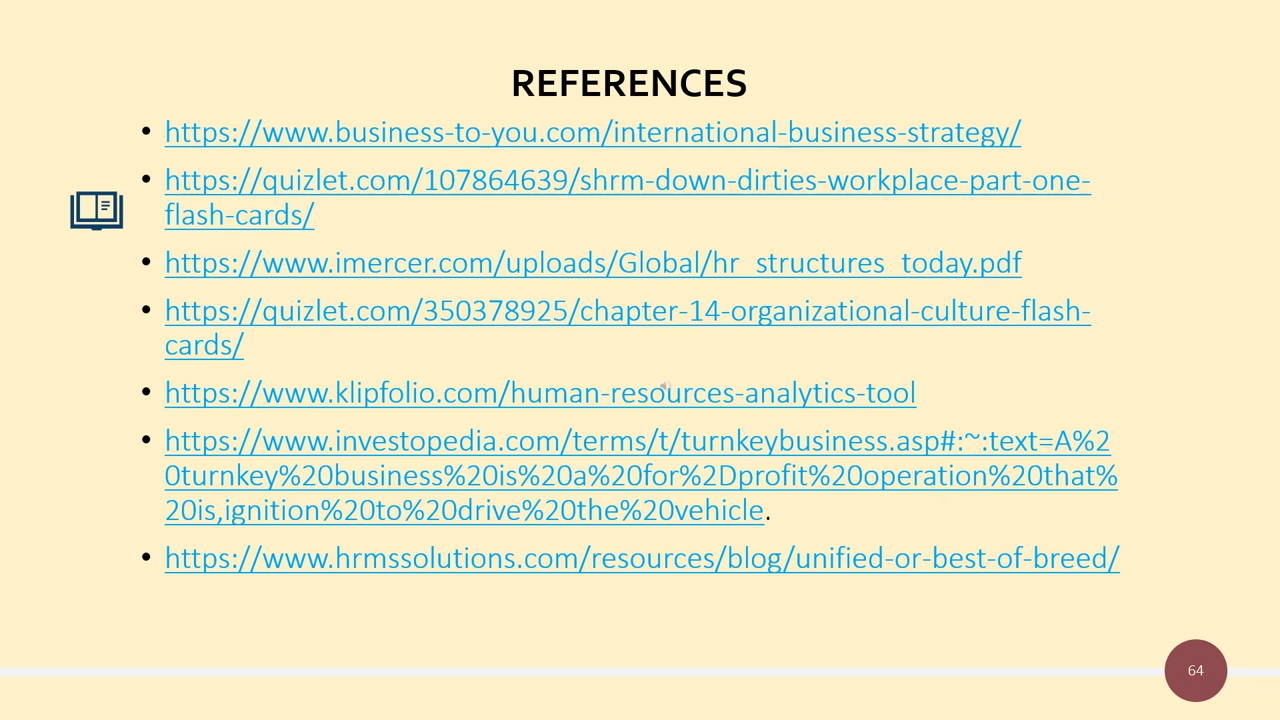 REFERENCES
• https://www.business-to-you.com/international-business-strategy/
• https://quizlet.com/107864639/shrm-down-dirties-workplace-part-one-
flash-cards/
• https://www.imercer.com/uploads/Global/hr_structures_today.pdf
• https://quizlet.com/350378925/chapter-14-organizational-culture-flash-
cards/
• https://www.klipfolio.com/human-resources-analytics-tool
• https://www.investopedia.com/terms/t/turnkeybusiness.asp#:~:text=A%2
0turnkey%20business%20is%20a%20for%2Dprofit%20operation%20that%
20is,ignition%20to%20drive%20the%20vehicle.
• https://www.hrmssolutions.com/resources/blog/unified-or-best-of-breed/
64